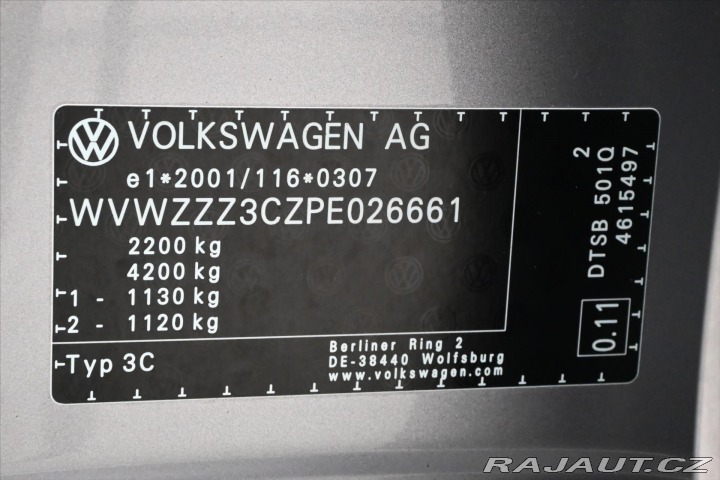 VOLKSWAGEN AG
e1*2001/116*0307
WVWZZZ3CZPE026661
2200 kg
4200 kg
1 - 1130 kg
2 - 1120 kg
Typ 3C
Berliner Ring 2
DE-38440 Wolfsburg
www.volkswagen.com
0.11
DTSB 501Q 2
4615497
RAJAUT.CZ